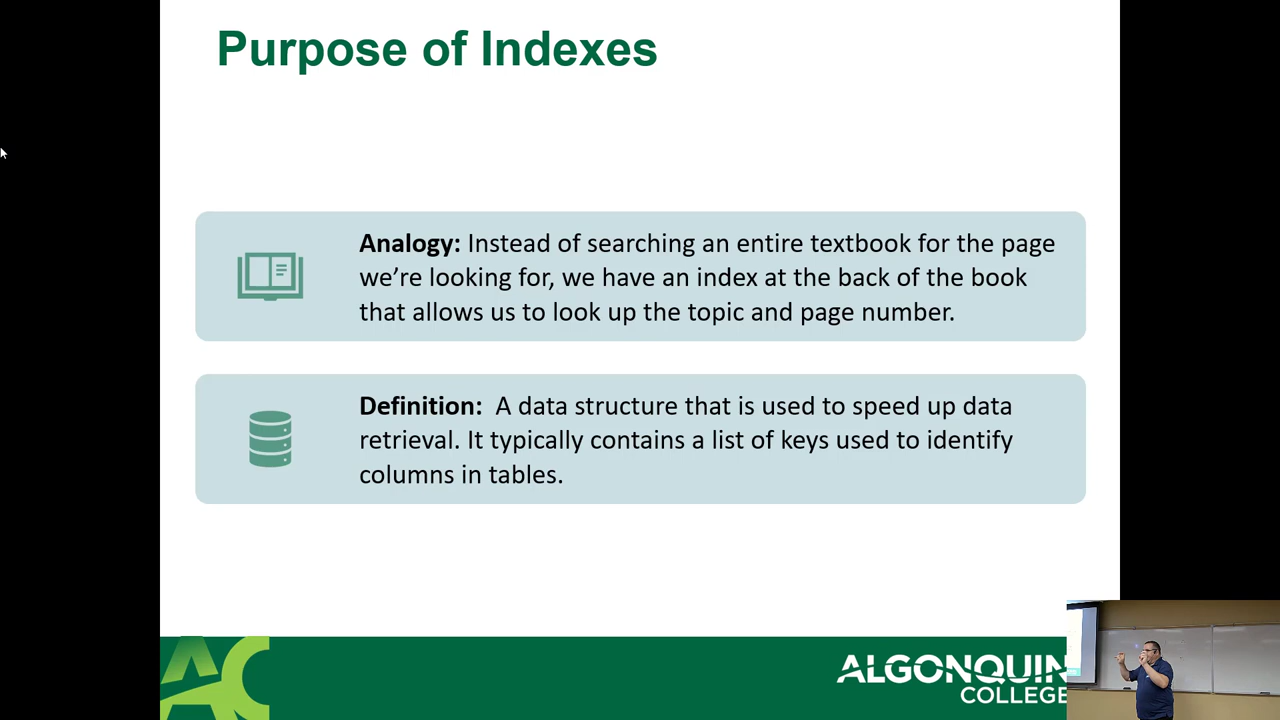 Purpose of Indexes
Analogy: Instead of searching an entire textbook for the page
we’re looking for, we have an index at the back of the book
that allows us to look up the topic and page number.
Definition:  A data structure that is used to speed up data
retrieval. It typically contains a list of keys used to identify
columns in tables.
AC
ALGONQUIN
COLLEGE